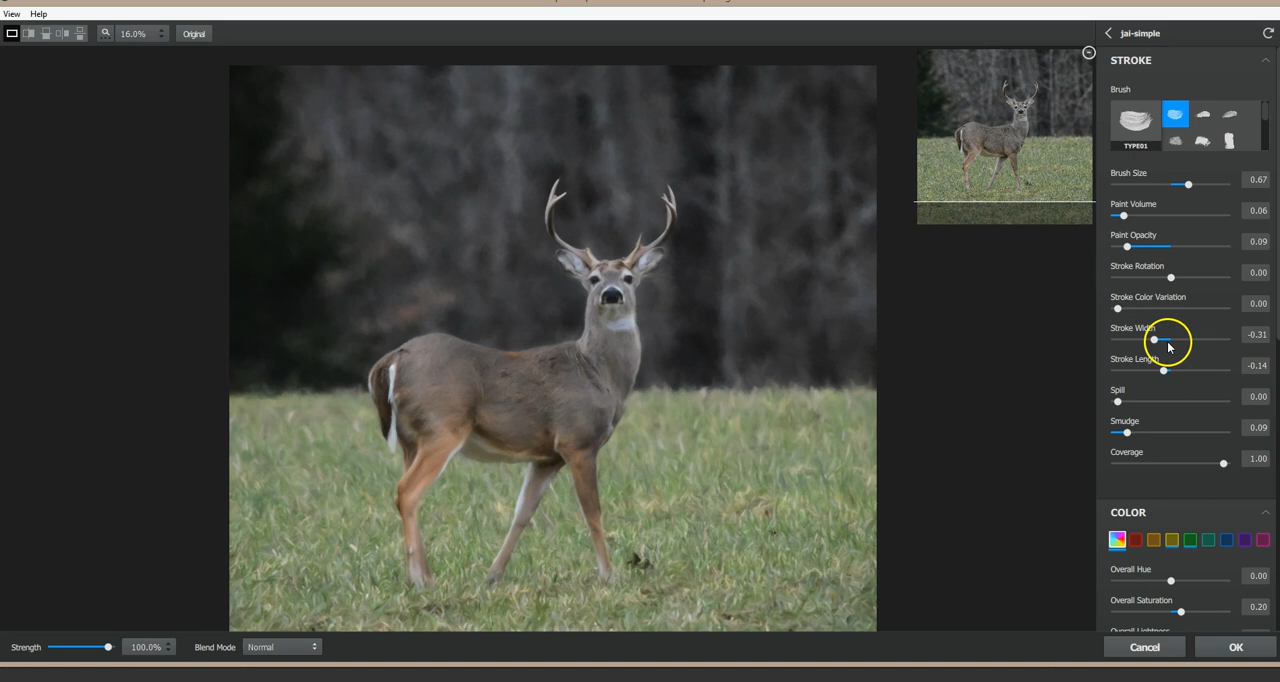 View Help
16.0% Original
jai-simple
STROKE
Brush
TYPE01
Brush Size 0.67
Paint Volume 0.06
Paint Opacity 0.09
Stroke Rotation 0.00
Stroke Color Variation 0.00
Stroke Width -0.31
Stroke Length -0.14
Spill 0.00
Smudge 0.09
Coverage 1.00
COLOR
Overall Hue 0.00
Overall Saturation 0.20
Overall Lightness
Strength 100.0% Blend Mode Normal Cancel OK